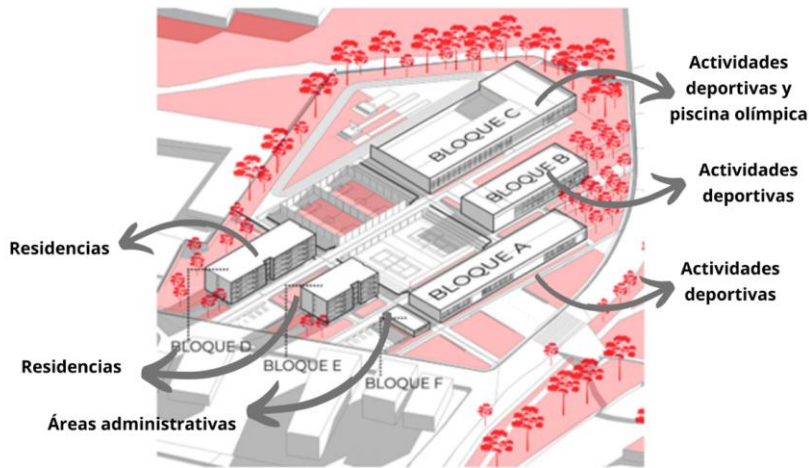 Actividades
deportivas y
piscina olímpica
BLOQUE C
BLOQUE B
Actividades
deportivas
Residencias
BLOQUE A
Actividades
deportivas
BLOQUE D
Residencias
BLOQUE E
BLOQUE F
Áreas administrativas